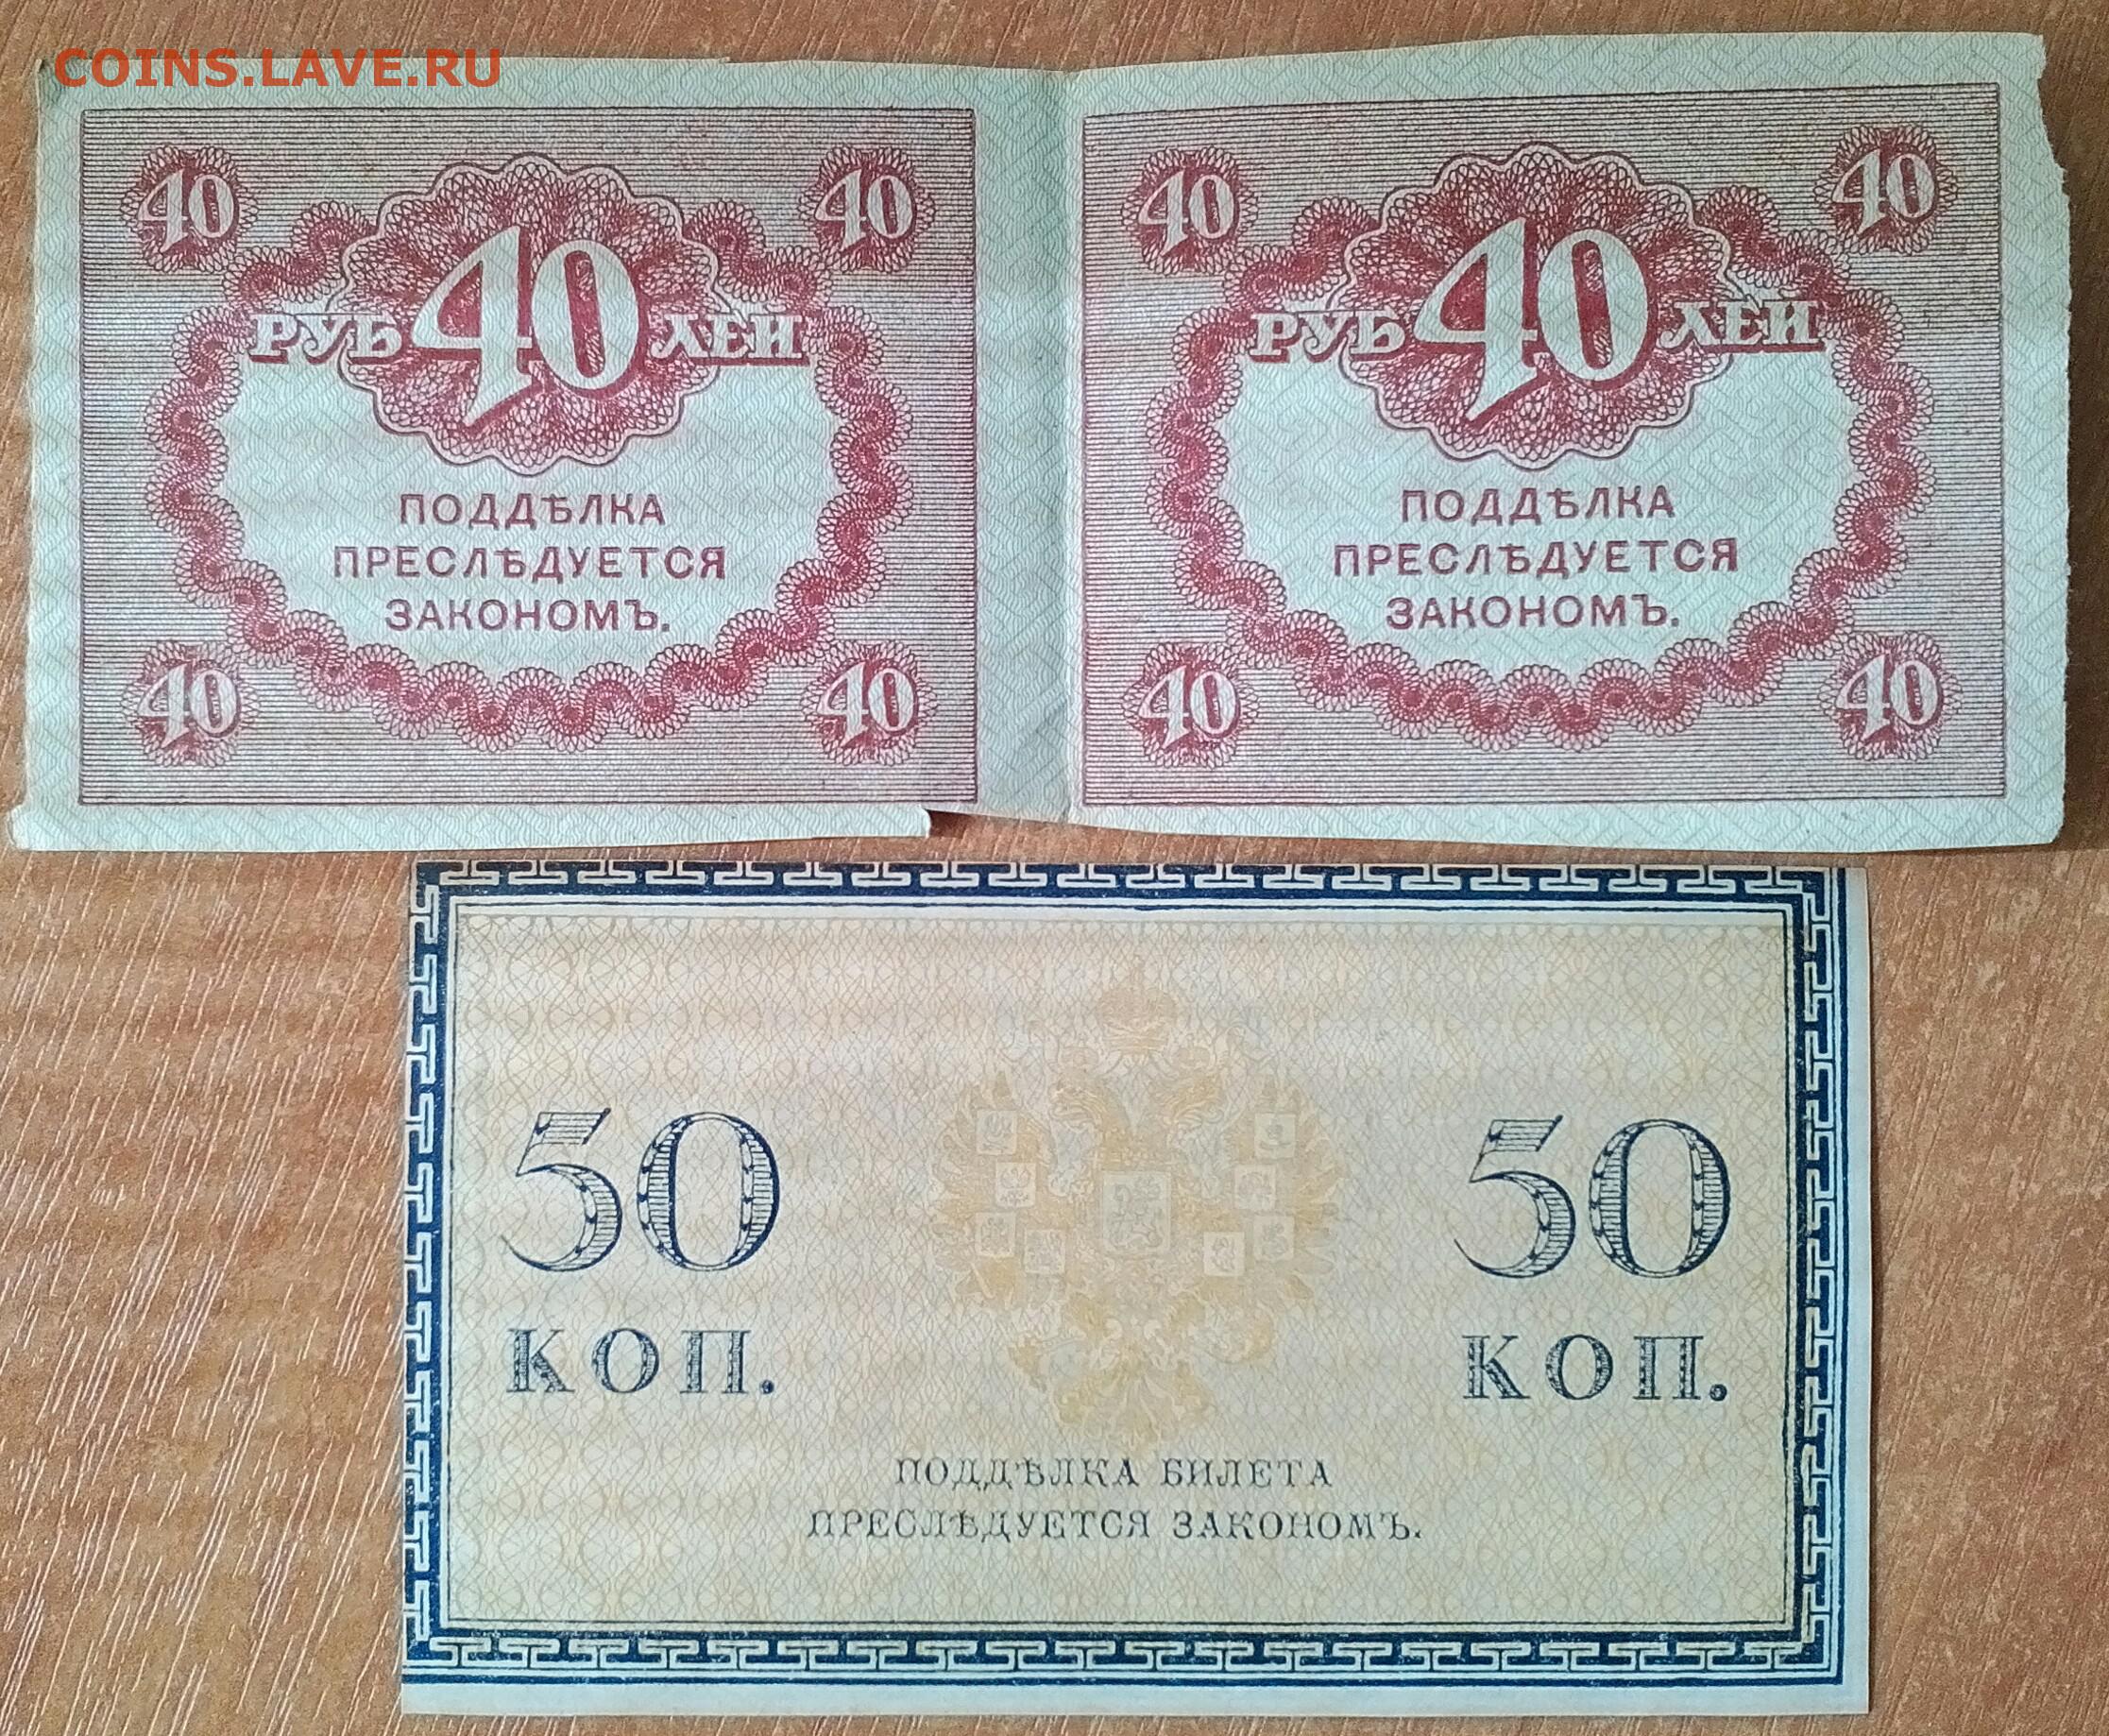 COINS.LAVE.RU
40 40
РУБ 40 ЛЕЙ
ПОДДѢЛКА
ПРЕСЛѢДУЕТСЯ
ЗАКОНОМЪ.
40 40
40 40
РУБ 40 ЛЕЙ
ПОДДѢЛКА
ПРЕСЛѢДУЕТСЯ
ЗАКОНОМЪ.
40 40
50 50
КОП. КОП.
ПОДДѢЛКА БИЛЕТА
ПРЕСЛѢДУЕТСЯ ЗАКОНОМЪ.